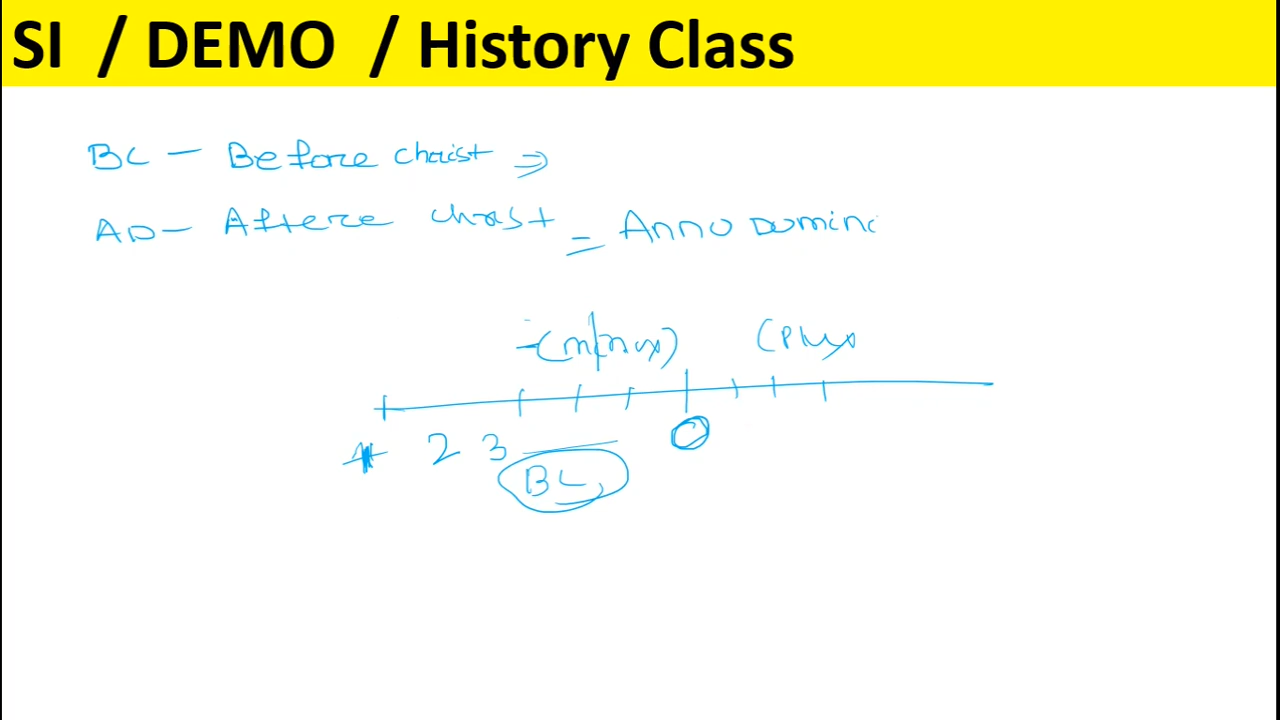 SI / DEMO / History Class
BC - Before christ ⇒
AD - Aftere christ = Anno Domini
-(minus) (Plus
2 3 0
BC